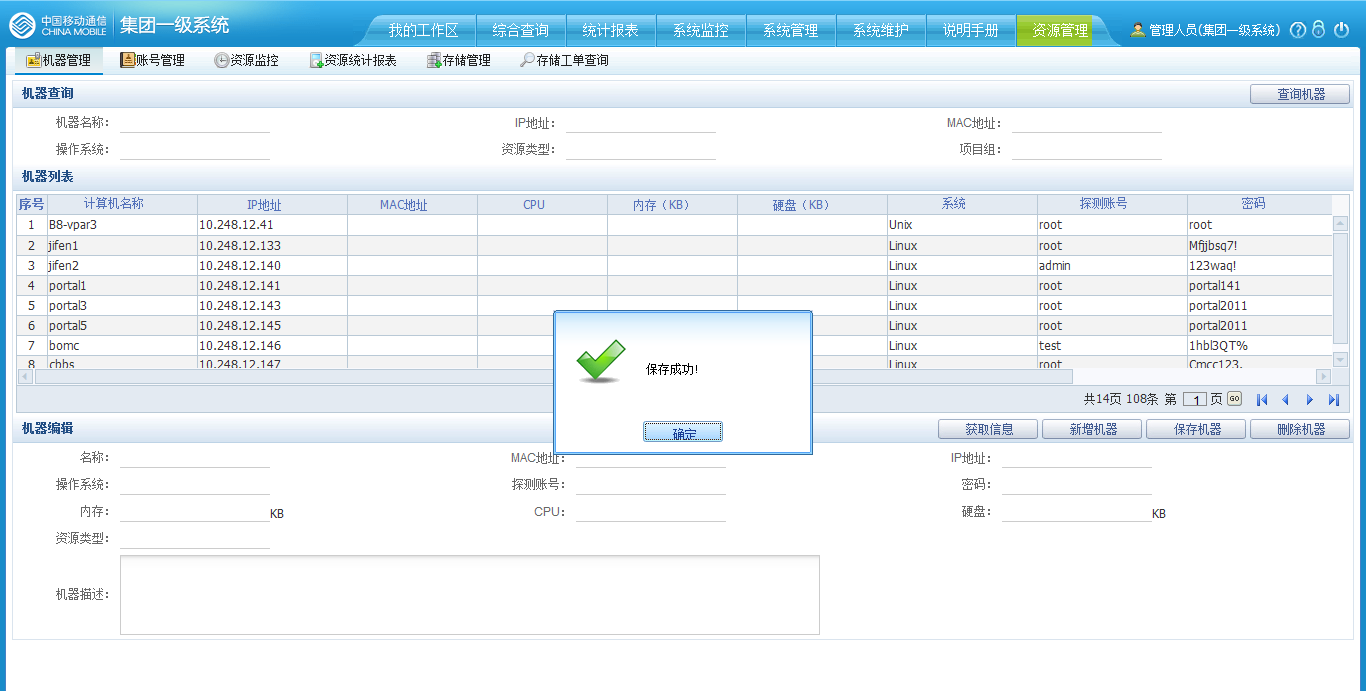 中国移动通信
CHINA MOBILE
集团一级系统
我的工作区 综合查询 统计报表 系统监控 系统管理 系统维护 说明手册 资源管理
管理人员(集团一级系统)
机器管理 账号管理 资源监控 资源统计报表 存储管理 存储工单查询
机器查询 查询机器
机器名称: IP地址: MAC地址:
操作系统: 资源类型: 项目组:
机器列表
序号 计算机名称 IP地址 MAC地址 CPU 内存(KB) 硬盘(KB) 系统 探测账号 密码
1 B8-vpar3 10.248.12.41 Unix root root
2 jifen1 10.248.12.133 Linux root Mfjjbsq7!
3 jifen2 10.248.12.140 Linux admin 123waq!
4 portal1 10.248.12.141 Linux root portal141
5 portal3 10.248.12.143 Linux root portal2011
6 portal5 10.248.12.145 Linux root portal2011
7 bomc 10.248.12.146 Linux test 1hbl3QT%
8 cbbs 10.248.12.147 Linux root Cmcc123.
保存成功!
确定
共14页 108条 第 1 页 GO
机器编辑 获取信息 新增机器 保存机器 删除机器
名称: MAC地址: IP地址:
操作系统: 探测账号: 密码:
内存: KB CPU: 硬盘: KB
资源类型:
机器描述: